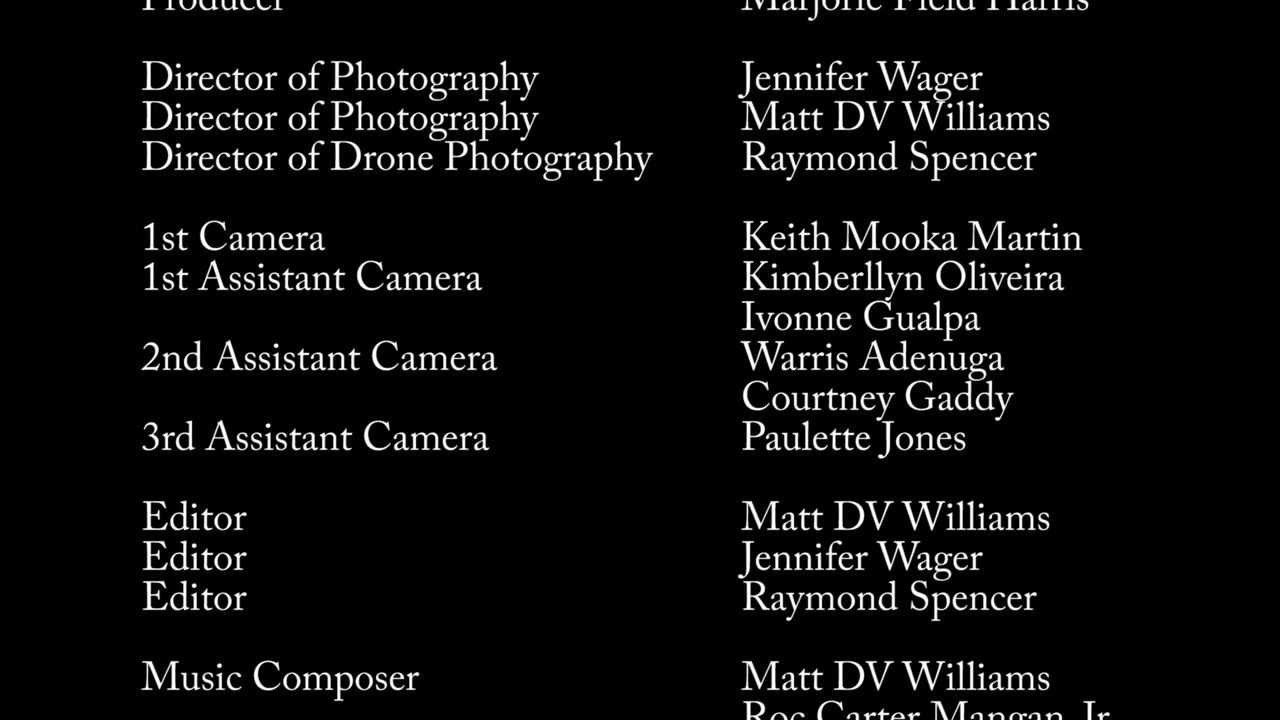 Producer Marjorie Field Harris
Director of Photography Jennifer Wager
Director of Photography Matt DV Williams
Director of Drone Photography Raymond Spencer
1st Camera Keith Mooka Martin
1st Assistant Camera Kimberllyn Oliveira
Ivonne Gualpa
2nd Assistant Camera Warris Adenuga
Courtney Gaddy
3rd Assistant Camera Paulette Jones
Editor Matt DV Williams
Editor Jennifer Wager
Editor Raymond Spencer
Music Composer Matt DV Williams
Roc Carter Mangan Jr